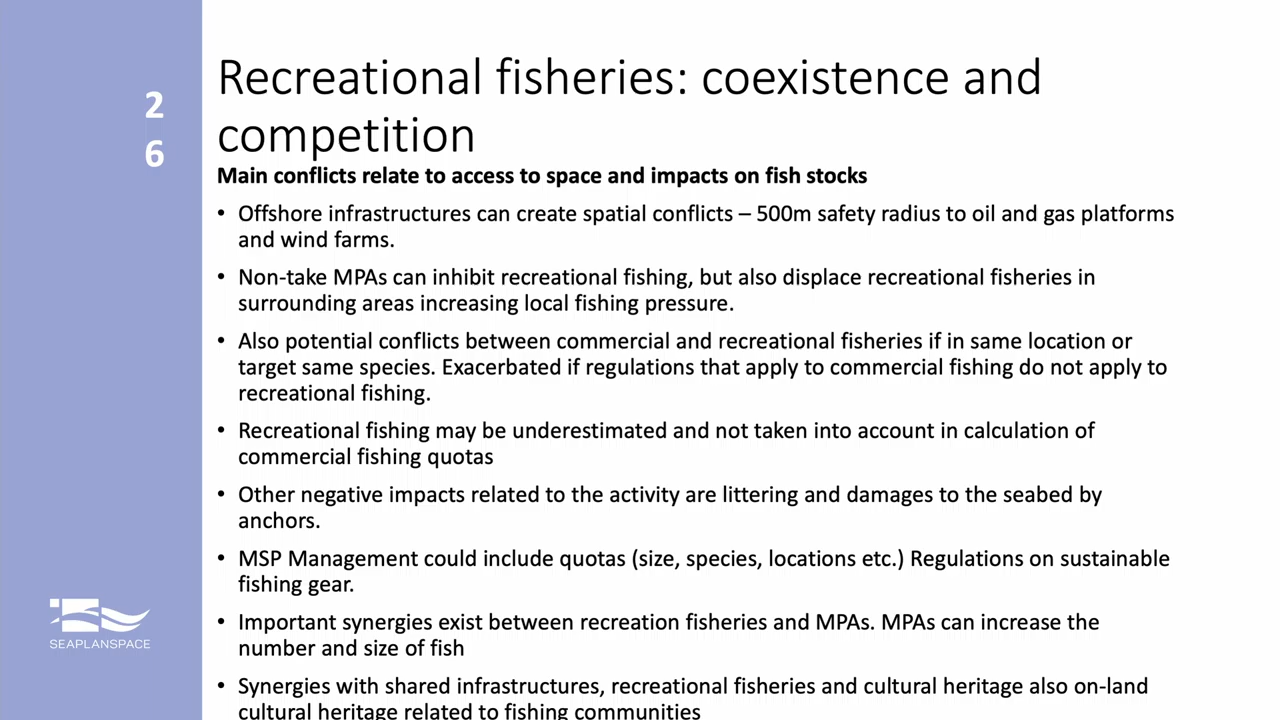 2
6
Recreational fisheries: coexistence and
competition
Main conflicts relate to access to space and impacts on fish stocks
• Offshore infrastructures can create spatial conflicts – 500m safety radius to oil and gas platforms
and wind farms.
• Non-take MPAs can inhibit recreational fishing, but also displace recreational fisheries in
surrounding areas increasing local fishing pressure.
• Also potential conflicts between commercial and recreational fisheries if in same location or
target same species. Exacerbated if regulations that apply to commercial fishing do not apply to
recreational fishing.
• Recreational fishing may be underestimated and not taken into account in calculation of
commercial fishing quotas
• Other negative impacts related to the activity are littering and damages to the seabed by
anchors.
• MSP Management could include quotas (size, species, locations etc.) Regulations on sustainable
fishing gear.
• Important synergies exist between recreation fisheries and MPAs. MPAs can increase the
number and size of fish
• Synergies with shared infrastructures, recreational fisheries and cultural heritage also on-land
cultural heritage related to fishing communities
SEAPLANSPACE